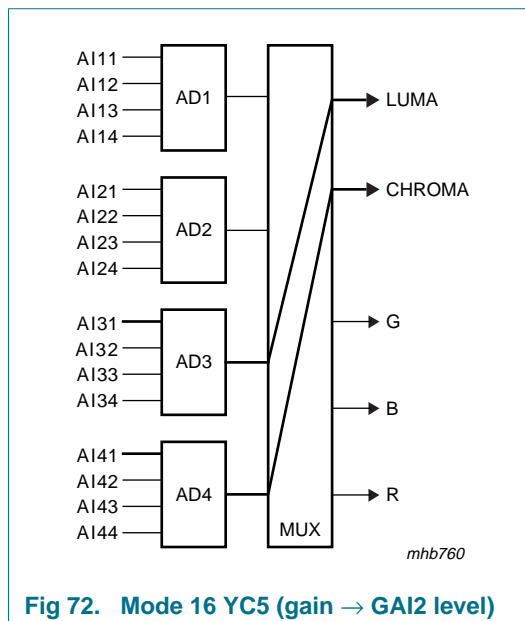 AI11
AI12
AI13
AI14
AD1
LUMA
AI21
AI22
AI23
AI24
AD2
CHROMA
AI31
AI32
AI33
AI34
AD3
G
AI41
AI42
AI43
AI44
AD4
B
R
MUX
mhb760
Fig 72. Mode 16 YC5 (gain → GAI2 level)